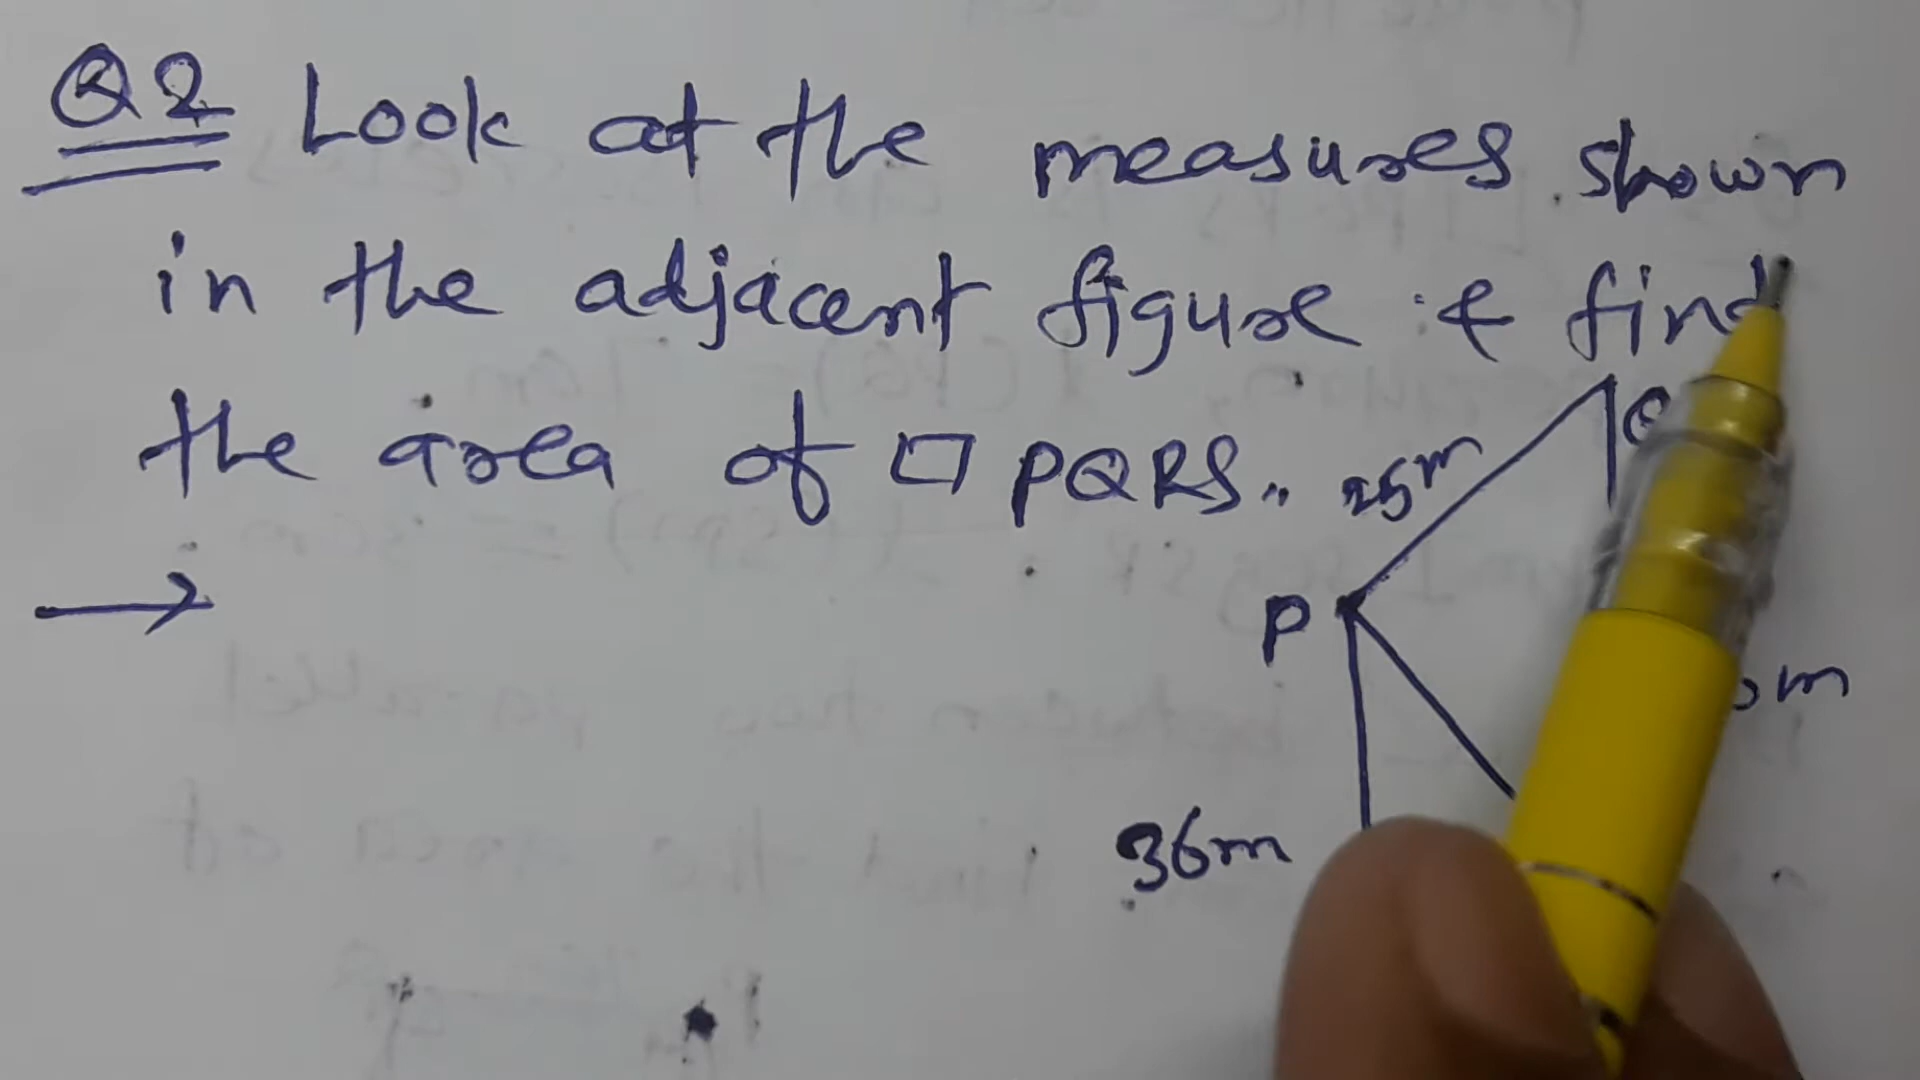 Q2 Look at the measures shown
in the adjacent figure & find
the area of □ PQRS.
25m
Q
P
m
36m